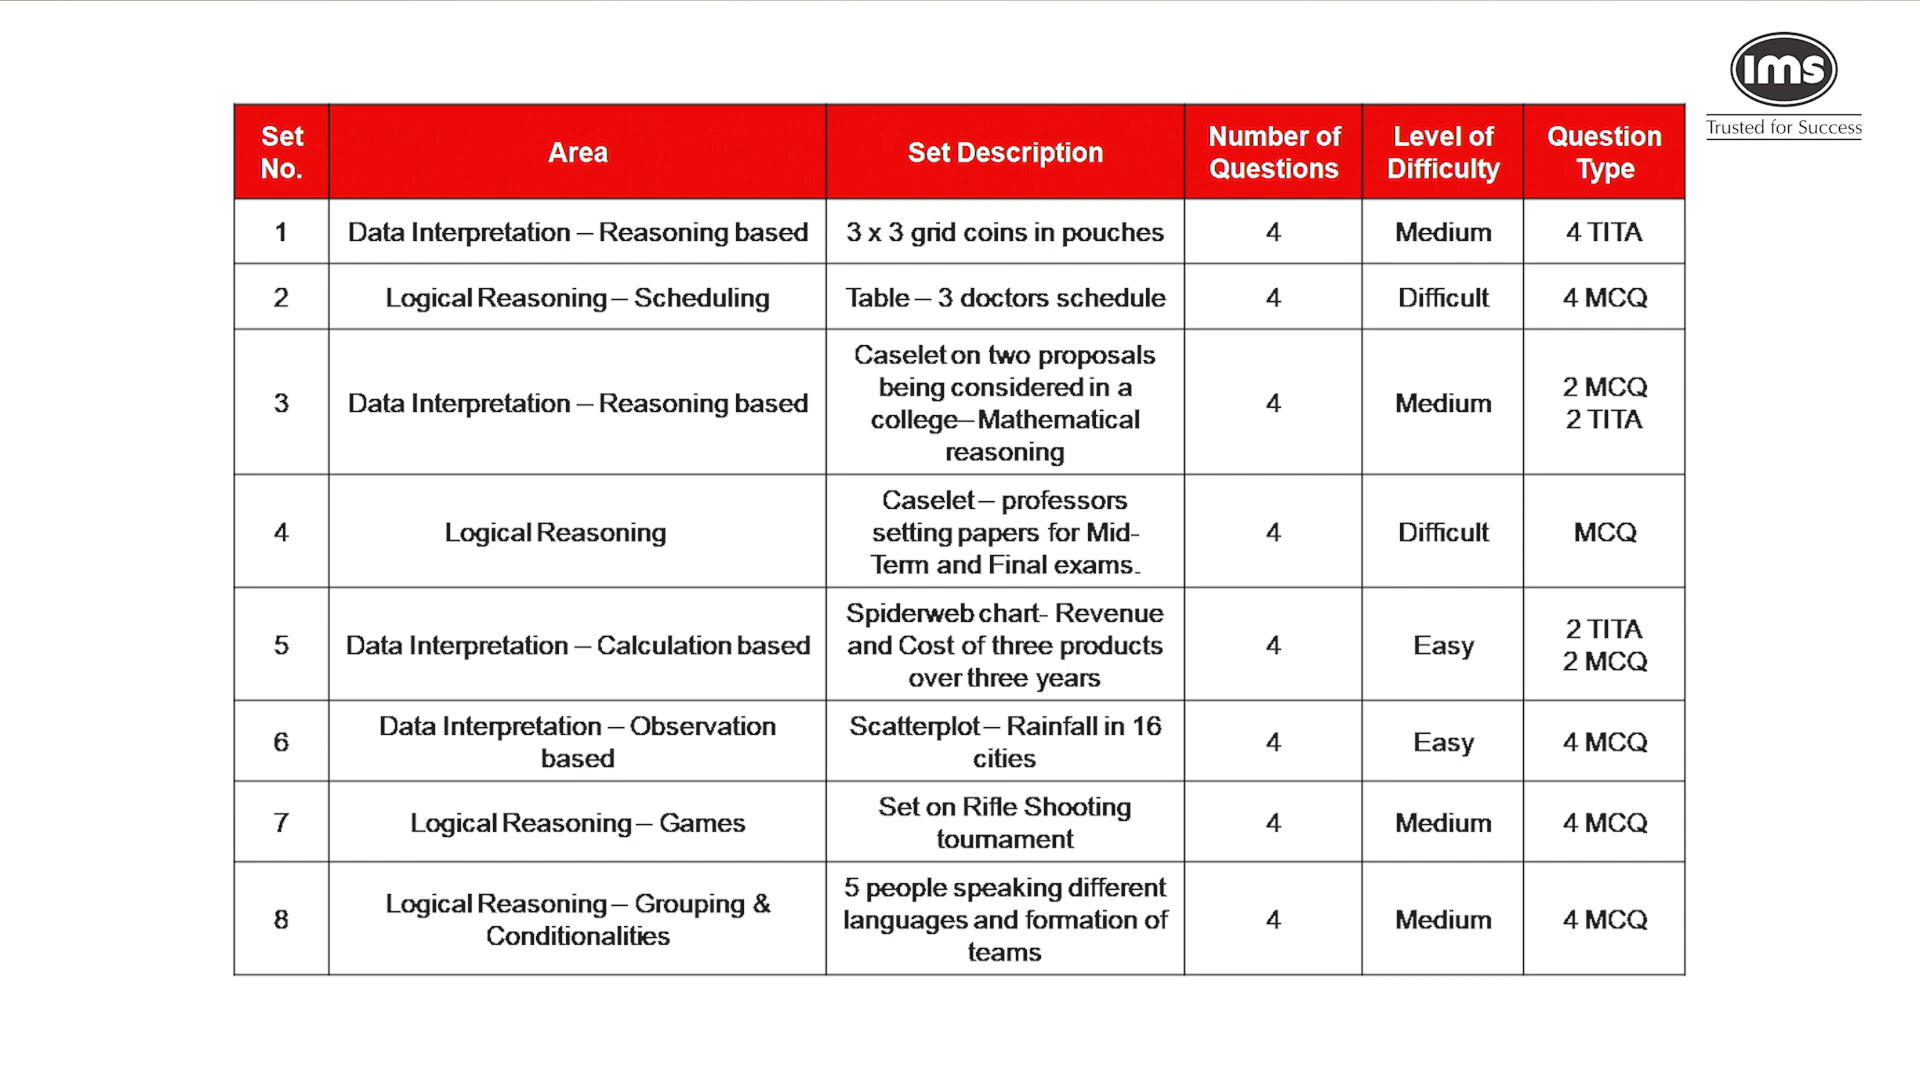 ims
Trusted for Success
Set
No.
Area
Set Description
Number of
Questions
Level of
Difficulty
Question
Type
1
Data Interpretation – Reasoning based
3 x 3 grid coins in pouches
4
Medium
4 TITA
2
Logical Reasoning – Scheduling
Table – 3 doctors schedule
4
Difficult
4 MCQ
3
Data Interpretation – Reasoning based
Caselet on two proposals
being considered in a
college– Mathematical
reasoning
4
Medium
2 MCQ
2 TITA
4
Logical Reasoning
Caselet – professors
setting papers for Mid-
Term and Final exams.
4
Difficult
MCQ
5
Data Interpretation – Calculation based
Spiderweb chart- Revenue
and Cost of three products
over three years
4
Easy
2 TITA
2 MCQ
6
Data Interpretation – Observation
based
Scatterplot – Rainfall in 16
cities
4
Easy
4 MCQ
7
Logical Reasoning – Games
Set on Rifle Shooting
tournament
4
Medium
4 MCQ
8
Logical Reasoning – Grouping &
Conditionalities
5 people speaking different
languages and formation of
teams
4
Medium
4 MCQ